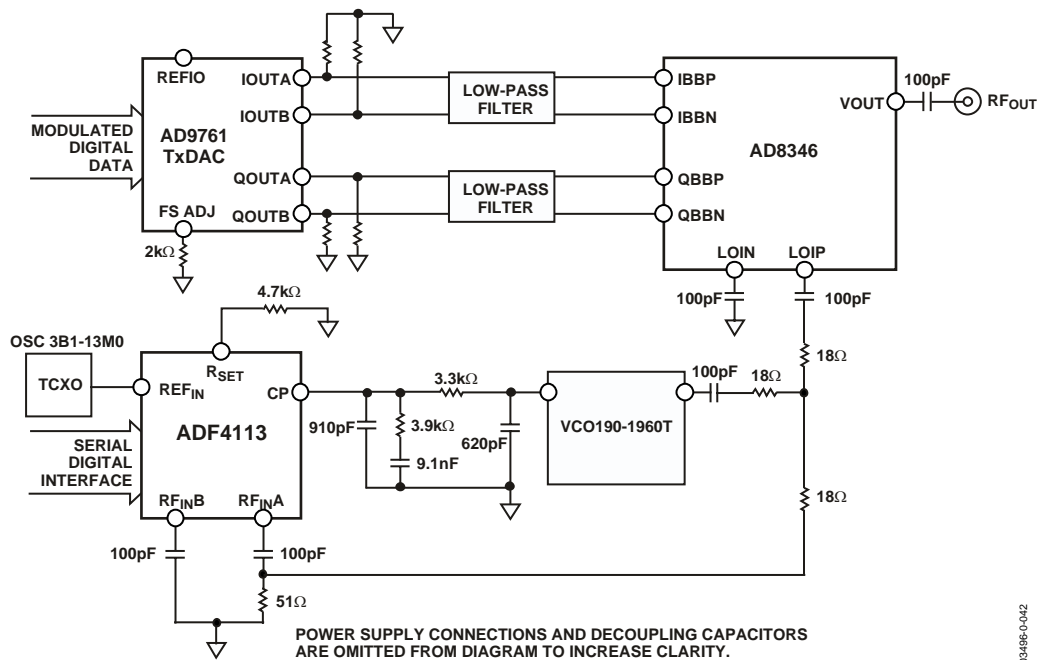 REFIO
IOUTA
IOUTB
QOUTA
QOUTB
FS ADJ
AD9761
TxDAC
MODULATED
DIGITAL
DATA
2kΩ
LOW-PASS
FILTER
LOW-PASS
FILTER
IBBP
IBBN
QBBP
QBBN
AD8346
VOUT
LOIN
LOIP
100pF
RFOUT
100pF
100pF
18Ω
4.7kΩ
OSC 3B1-13M0
TCXO
REFIN
RSET
CP
ADF4113
SERIAL
DIGITAL
INTERFACE
RFINB
RFINA
3.3kΩ
910pF
3.9kΩ
9.1nF
620pF
VCO190-1960T
100pF
18Ω
18Ω
100pF
100pF
51Ω
POWER SUPPLY CONNECTIONS AND DECOUPLING CAPACITORS
ARE OMITTED FROM DIAGRAM TO INCREASE CLARITY.
03496-0-042